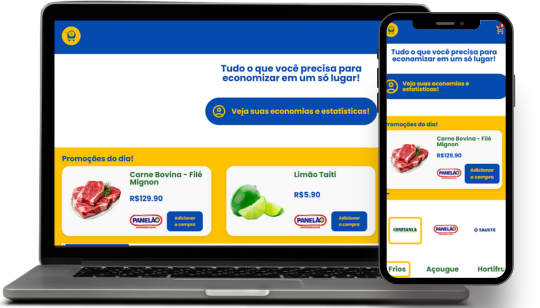 Tudo o que você precisa para
economizar em um só lugar!
Veja suas economias e estatísticas!
Promoções do dia!
Carne Bovina - Filé
Mignon
R$129.90
PANELÃO
Adicionar
a compra
Limão Taiti
R$5.90
PANELÃO
Adicionar
a compra
Tudo o que você precisa para
economizar em um só lugar!
Veja suas economias e
estatísticas!
Promoções do dia!
Carne Bovina - Filé
Mignon
R$129.90
PANELÃO
Adicionar
a compra
CONFIANÇA
PANELÃO
TAUSTE
Frios
Açougue
Hortifru